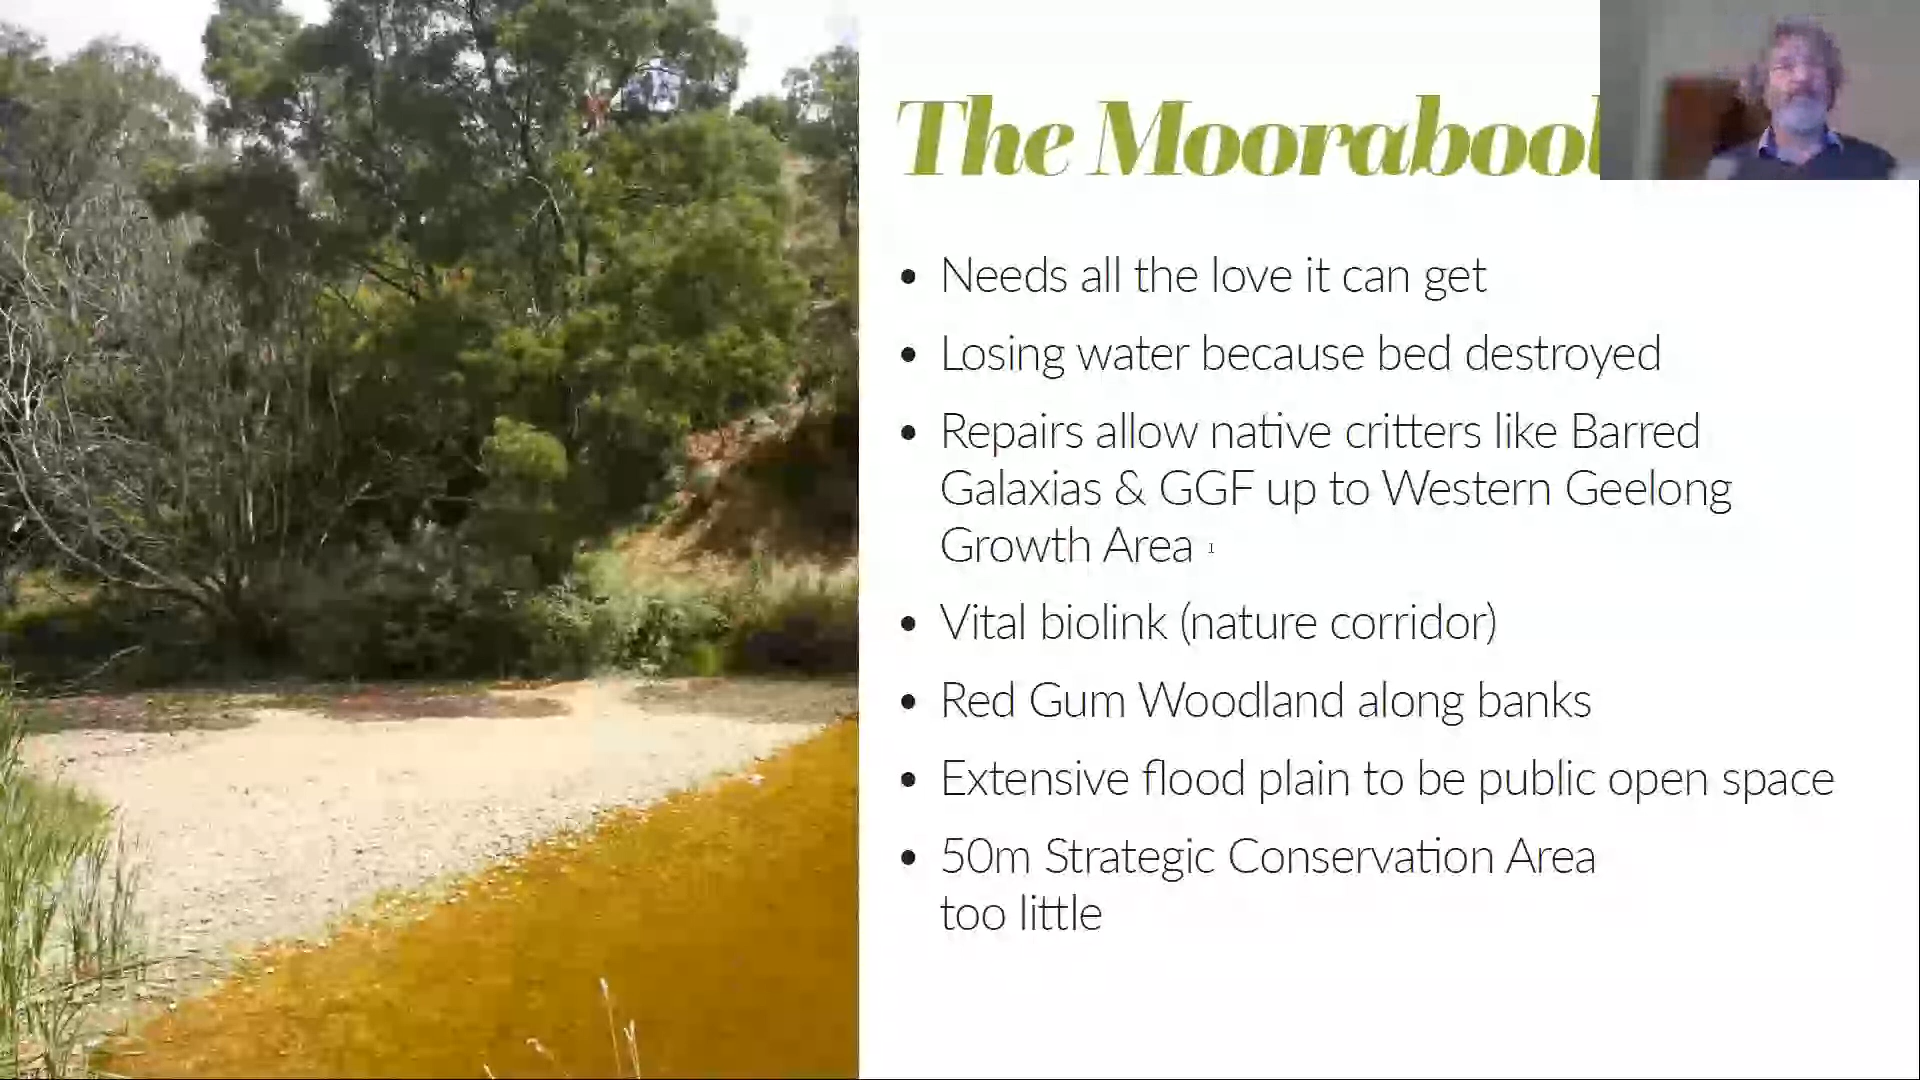 The Moorabool
• Needs all the love it can get
• Losing water because bed destroyed
• Repairs allow native critters like Barred
Galaxias & GGF up to Western Geelong
Growth Area
• Vital biolink (nature corridor)
• Red Gum Woodland along banks
• Extensive flood plain to be public open space
• 50m Strategic Conservation Area
too little